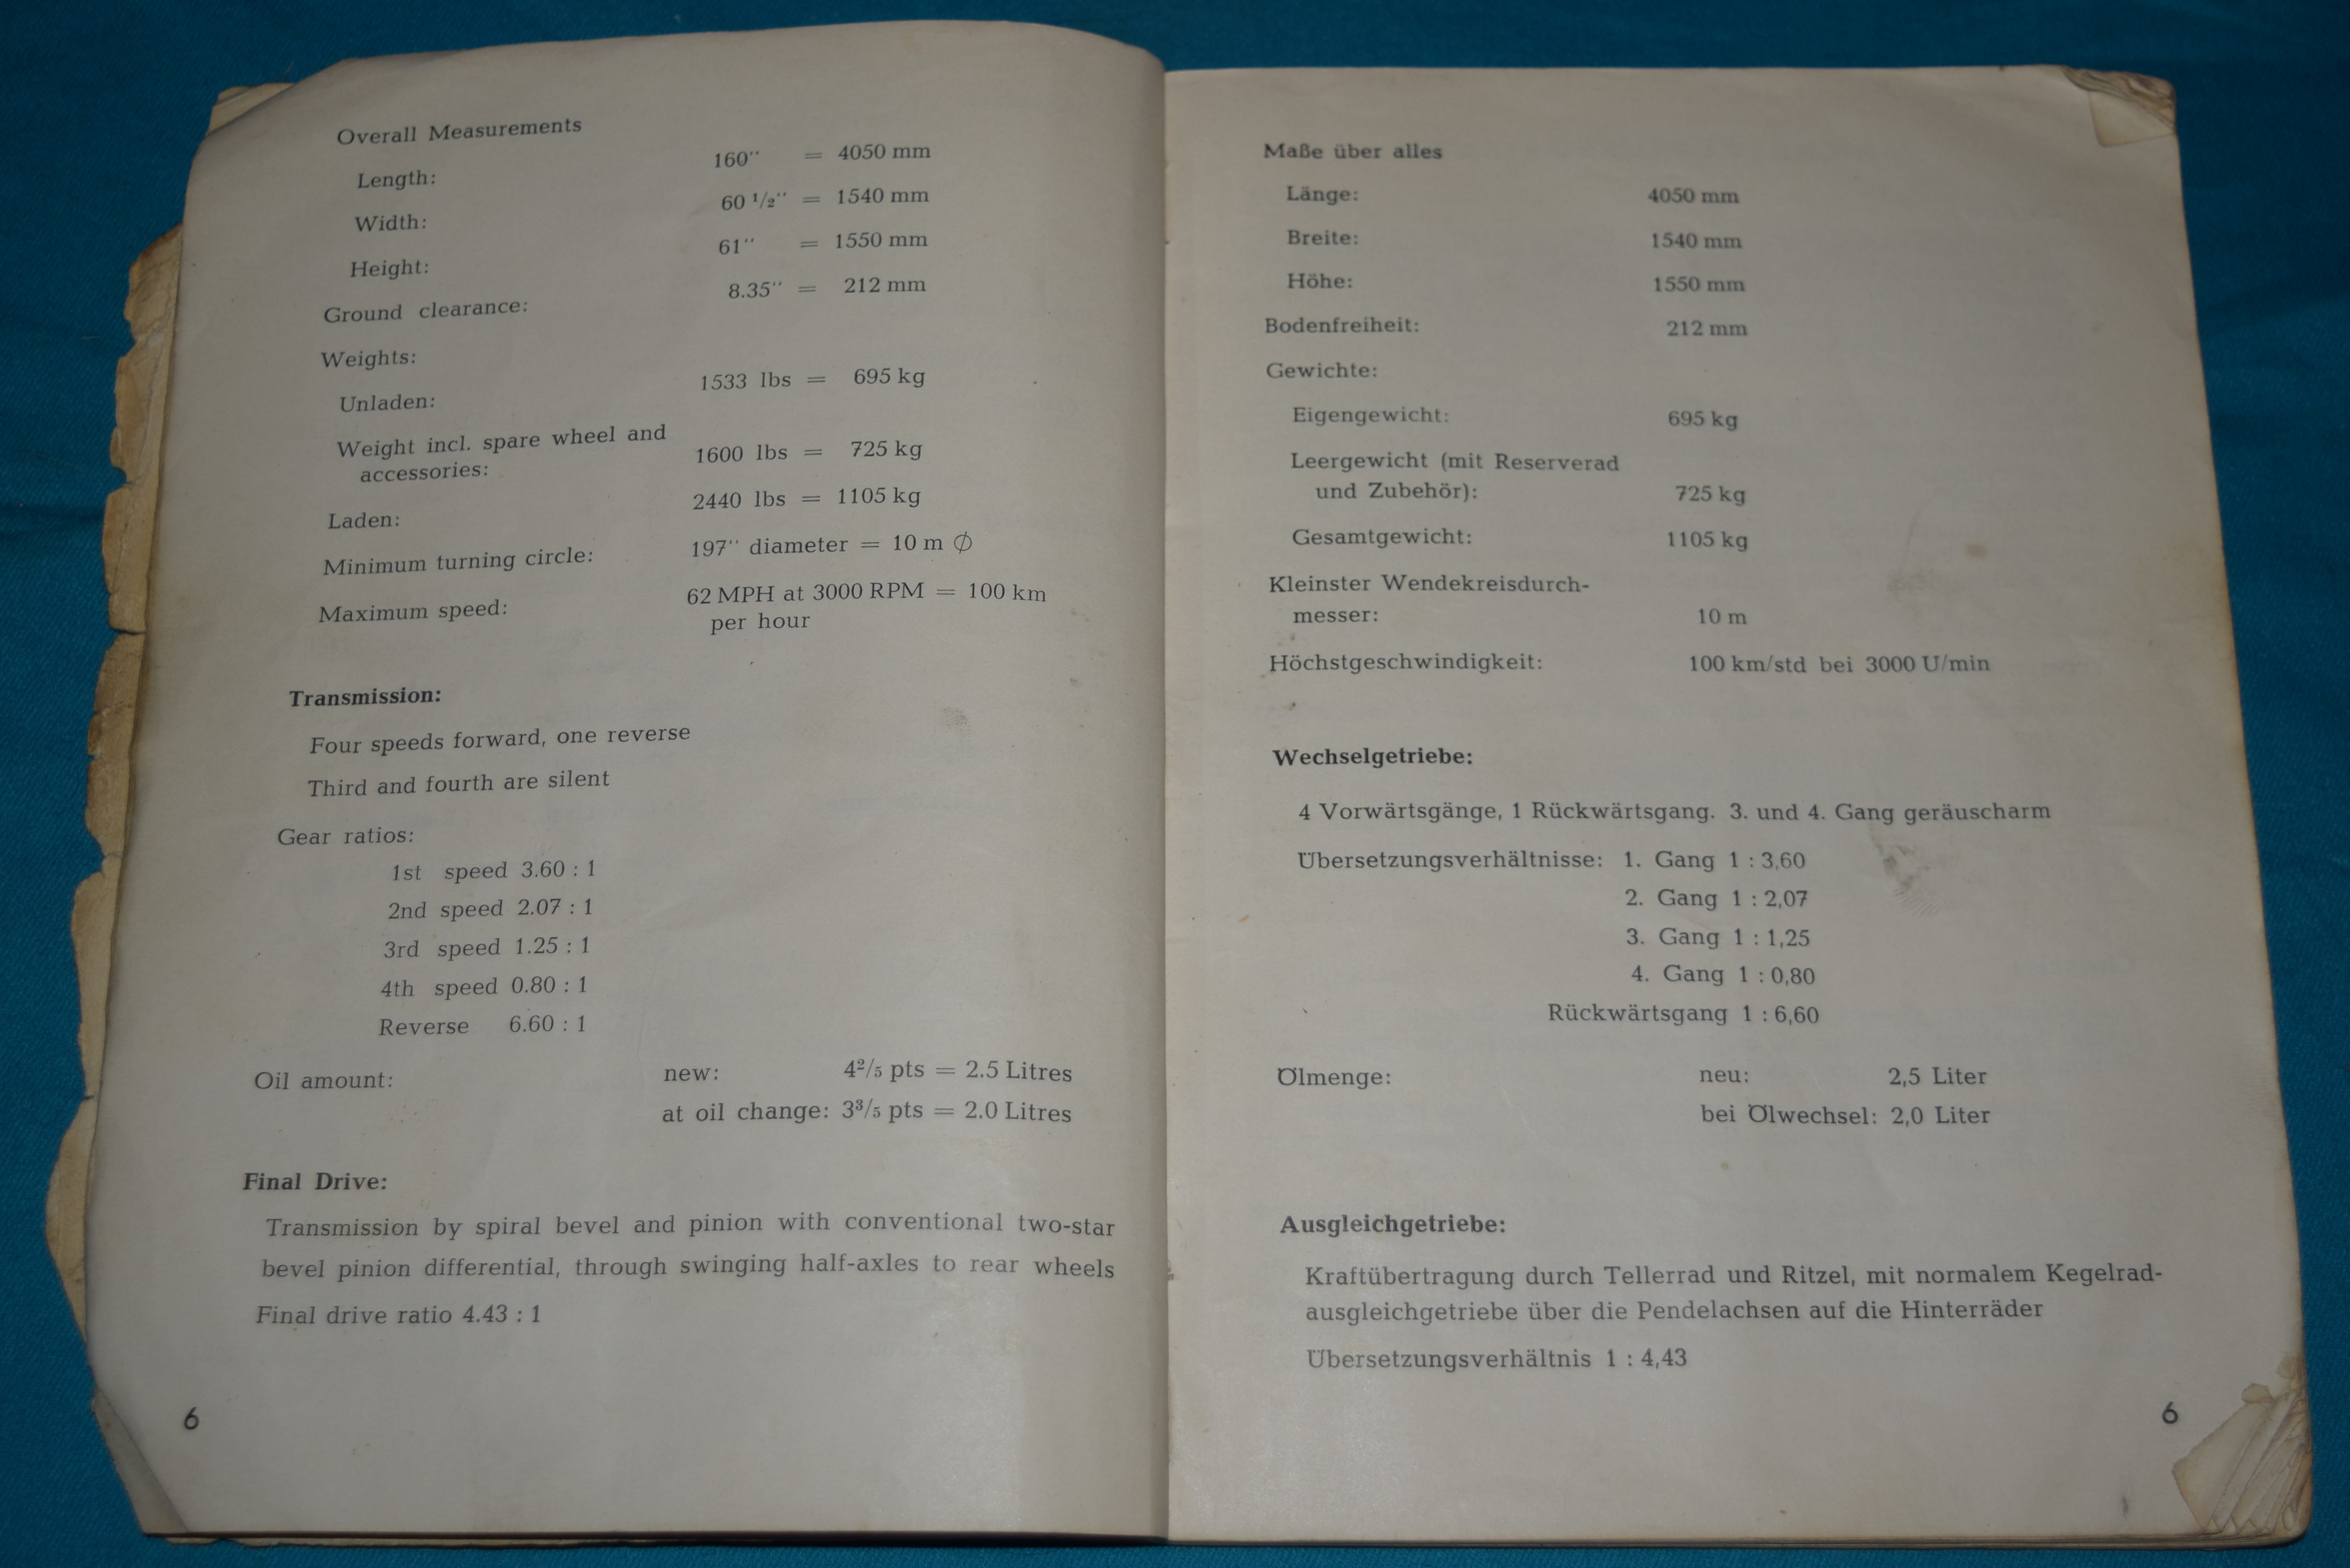 Overall Measurements
Length: 160'' = 4050 mm
Width: 60 1/2'' = 1540 mm
Height: 61'' = 1550 mm
Ground clearance: 8.35'' = 212 mm
Weights:
Unladen: 1533 lbs = 695 kg
Weight incl. spare wheel and
accessories: 1600 lbs = 725 kg
Laden: 2440 lbs = 1105 kg
Minimum turning circle: 197'' diameter = 10 m ∅
Maximum speed: 62 MPH at 3000 RPM = 100 km
per hour
Transmission:
Four speeds forward, one reverse
Third and fourth are silent
Gear ratios:
1st speed 3.60 : 1
2nd speed 2.07 : 1
3rd speed 1.25 : 1
4th speed 0.80 : 1
Reverse 6.60 : 1
Oil amount: new: 4 2/5 pts = 2.5 Litres
at oil change: 3 3/5 pts = 2.0 Litres
Final Drive:
Transmission by spiral bevel and pinion with conventional two-star
bevel pinion differential, through swinging half-axles to rear wheels
Final drive ratio 4.43 : 1
6
Maße über alles
Länge: 4050 mm
Breite: 1540 mm
Höhe: 1550 mm
Bodenfreiheit: 212 mm
Gewichte:
Eigengewicht: 695 kg
Leergewicht (mit Reserverad
und Zubehör): 725 kg
Gesamtgewicht: 1105 kg
Kleinster Wendekreisdurch-
messer: 10 m
Höchstgeschwindigkeit: 100 km/std bei 3000 U/min
Wechselgetriebe:
4 Vorwärtsgänge, 1 Rückwärtsgang. 3. und 4. Gang geräuscharm
Übersetzungsverhältnisse: 1. Gang 1 : 3,60
2. Gang 1 : 2,07
3. Gang 1 : 1,25
4. Gang 1 : 0,80
Rückwärtsgang 1 : 6,60
Ölmenge: neu: 2,5 Liter
bei Ölwechsel: 2,0 Liter
Ausgleichgetriebe:
Kraftübertragung durch Tellerrad und Ritzel, mit normalem Kegelrad-
ausgleichgetriebe über die Pendelachsen auf die Hinterräder
Übersetzungsverhältnis 1 : 4,43
6